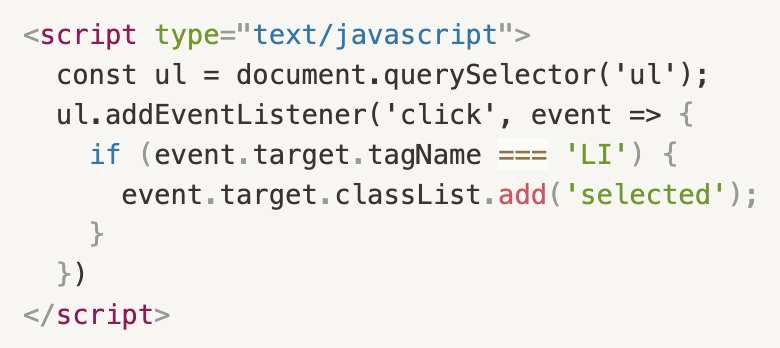 <script type="text/javascript">
  const ul = document.querySelector('ul');
  ul.addEventListener('click', event => {
    if (event.target.tagName === 'LI') {
      event.target.classList.add('selected');
    }
  })
</script>